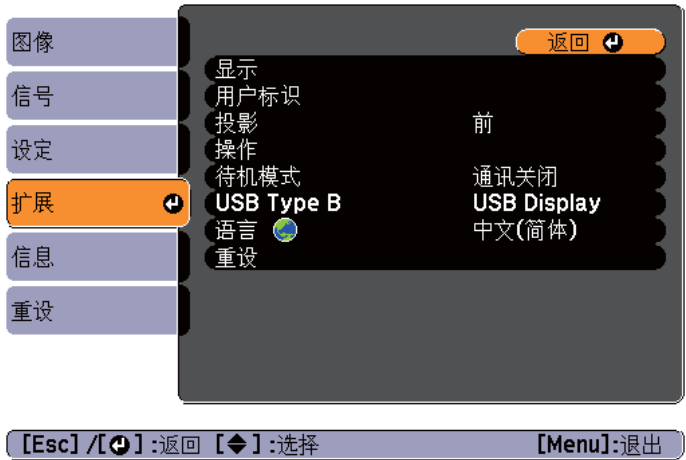 图像
信号
设定
扩展
信息
重设
返回
显示
用户标识
投影 前
操作
待机模式 通讯关闭
USB Type B USB Display
语言 中文(简体)
重设
[Esc] /[ ] :返回 [ ] :选择 [Menu]:退出